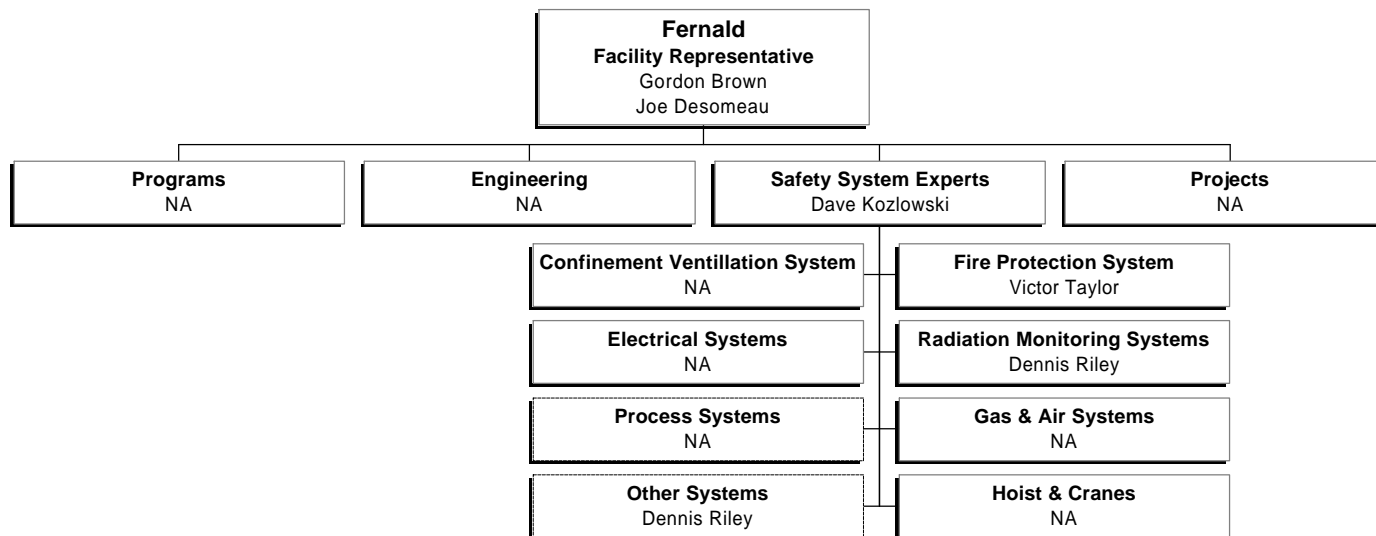 Fernald
Facility Representative
Gordon Brown
Joe Desomeau
Programs
NA
Engineering
NA
Safety System Experts
Dave Kozlowski
Projects
NA
Confinement Ventillation System
NA
Fire Protection System
Victor Taylor
Electrical Systems
NA
Radiation Monitoring Systems
Dennis Riley
Process Systems
NA
Gas & Air Systems
NA
Other Systems
Dennis Riley
Hoist & Cranes
NA